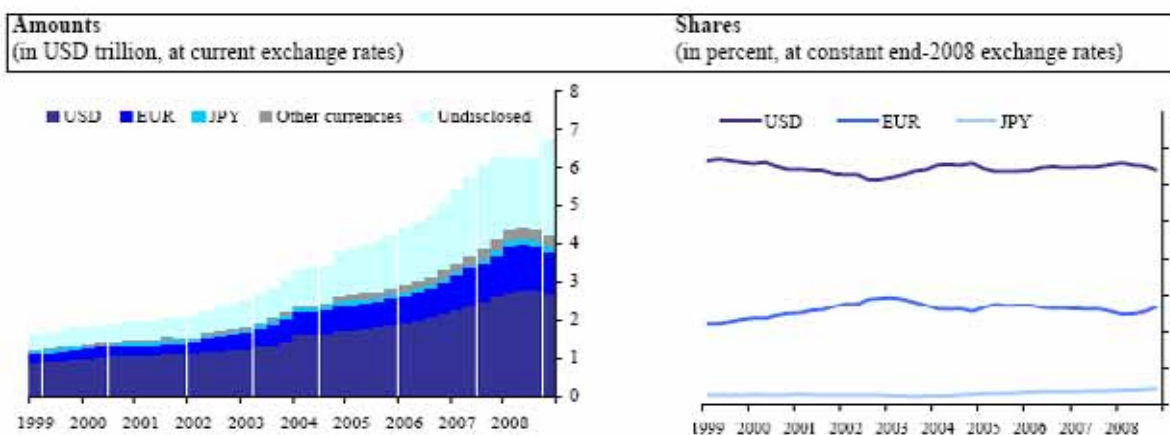 Amounts
(in USD trillion, at current exchange rates)
Shares
(in percent, at constant end-2008 exchange rates)
USD EUR JPY Other currencies Undisclosed
8
7
6
5
4
3
2
1
0
1999 2000 2001 2002 2003 2004 2005 2006 2007 2008
USD EUR JPY
1999 2000 2001 2002 2003 2004 2005 2006 2007 2008